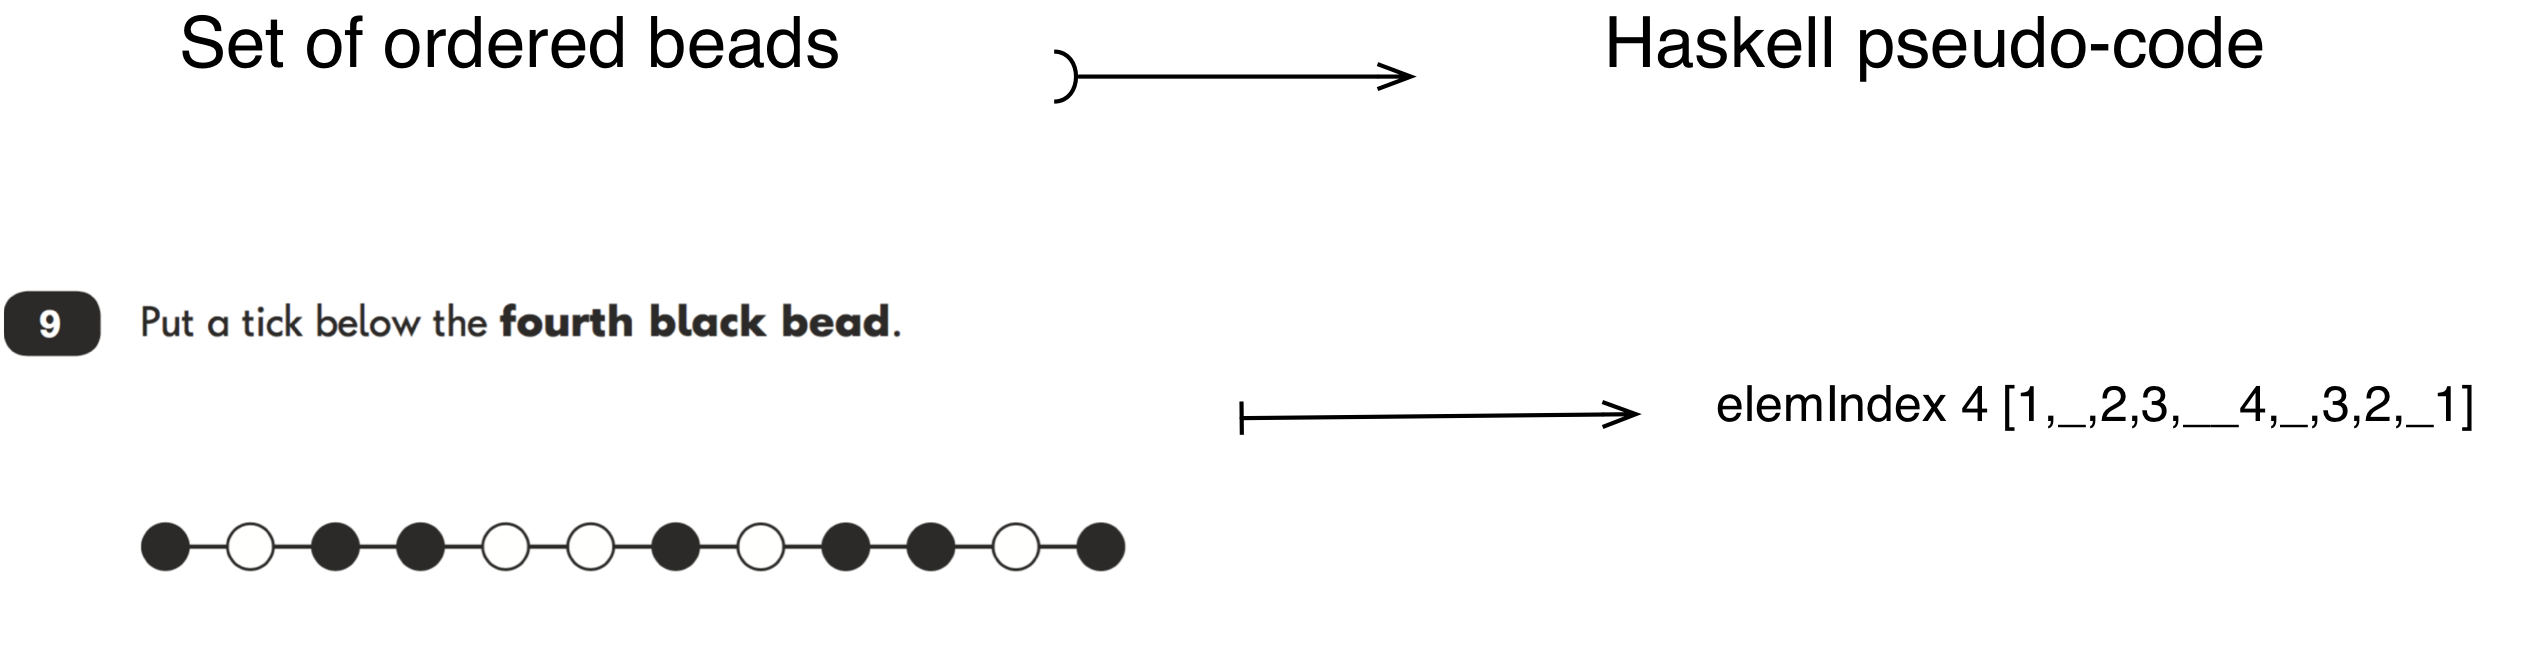 Set of ordered beads
Haskell pseudo-code
9 Put a tick below the fourth black bead.
elemIndex 4 [1,_,2,3,__4,_,3,2,_1]